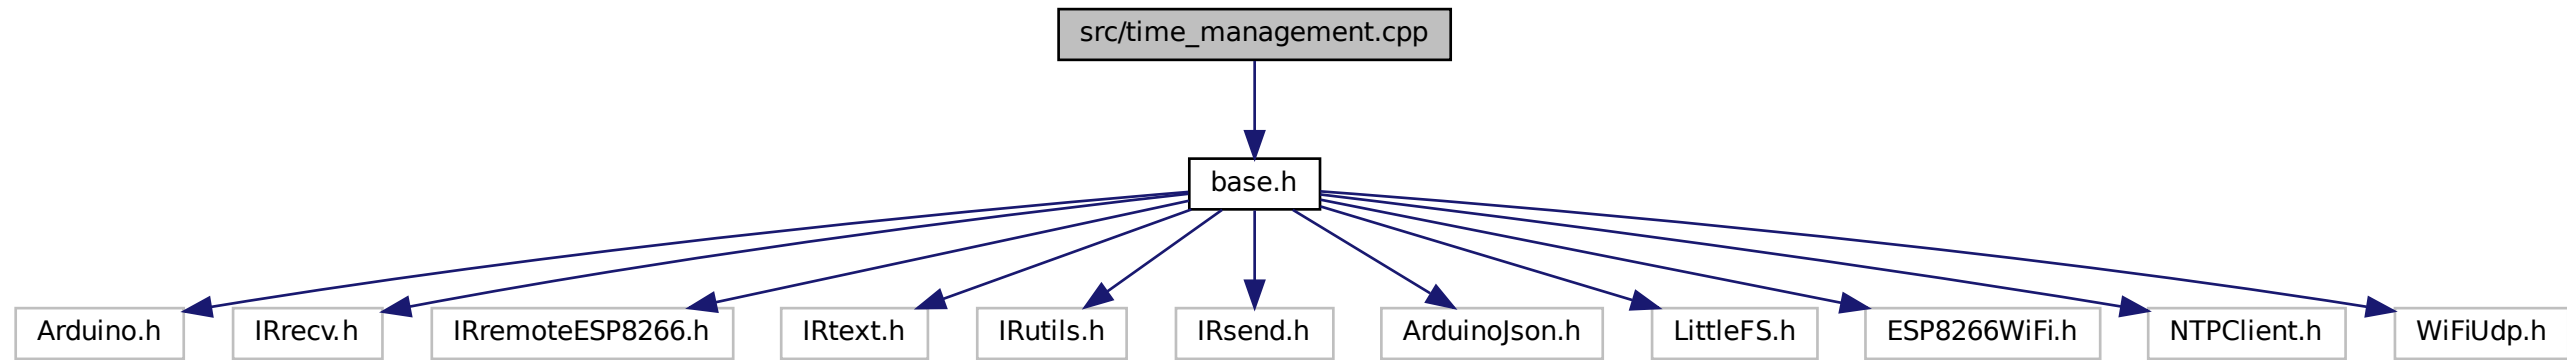 src/time_management.cpp
base.h
Arduino.h
IRrecv.h
IRremoteESP8266.h
IRtext.h
IRutils.h
IRsend.h
ArduinoJson.h
LittleFS.h
ESP8266WiFi.h
NTPClient.h
WiFiUdp.h